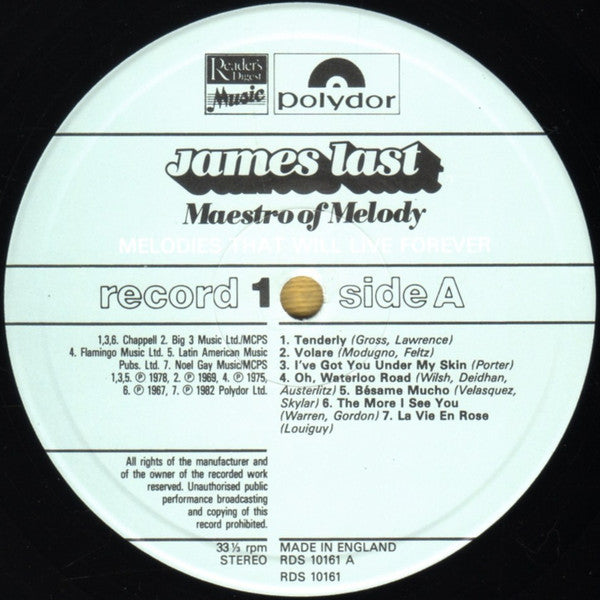 Reader's
Digest
Music
polydor
James Last
Maestro of Melody
MELODIES THAT WILL LIVE FOREVER
record 1 side A
1,3,6. Chappell 2. Big 3 Music Ltd./MCPS
4. Flamingo Music Ltd. 5. Latin American Music
Pubs. Ltd. 7. Noel Gay Music/MCPS
1,3,5. ℗ 1978, 2. ℗ 1969, 4. ℗ 1975,
6. ℗ 1967, 7. ℗ 1982 Polydor Ltd.
1. Tenderly (Gross, Lawrence)
2. Volare (Modugno, Feltz)
3. I've Got You Under My Skin (Porter)
4. Oh, Waterloo Road (Wilsh, Deidhan,
Austerlitz) 5. Bésame Mucho (Velasquez,
Skylar) 6. The More I See You
(Warren, Gordon) 7. La Vie En Rose
(Louiguy)
All rights of the manufacturer and
of the owner of the recorded work
reserved. Unauthorised public
performance broadcasting
and copying of this
record prohibited.
33⅓ rpm
STEREO
MADE IN ENGLAND
RDS 10161 A
RDS 10161